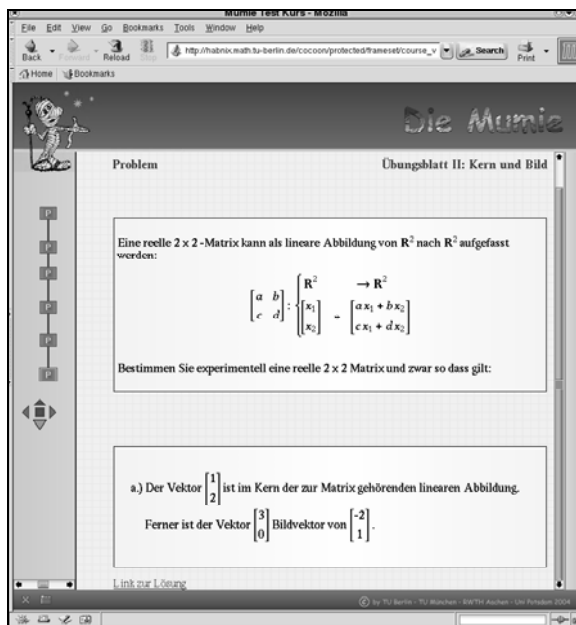 Mumie Test Kurs - Mozilla
File Edit View Go Bookmarks Tools Window Help
Back Forward Reload Stop http://habnix.math.tu-berlin.de/cocoon/protected/frameset/course_v Search Print
Home Bookmarks
Die Mumie
Problem Übungsblatt II: Kern und Bild
P
P
P
P
P
P
Eine reelle 2 x 2 -Matrix kann als lineare Abbildung von R² nach R² aufgefasst
werden:
[a b; c d] : { R² → R²
[x₁; x₂] - [a x₁ + b x₂; c x₁ + d x₂]
Bestimmen Sie experimentell eine reelle 2 x 2 Matrix und zwar so dass gilt:
a.) Der Vektor [1; 2] ist im Kern der zur Matrix gehörenden linearen Abbildung.
Ferner ist der Vektor [3; 0] Bildvektor von [-2; 1].
Link zur Lösung
© by TU Berlin - TU München - RWTH Aachen - Uni Potsdam 2004